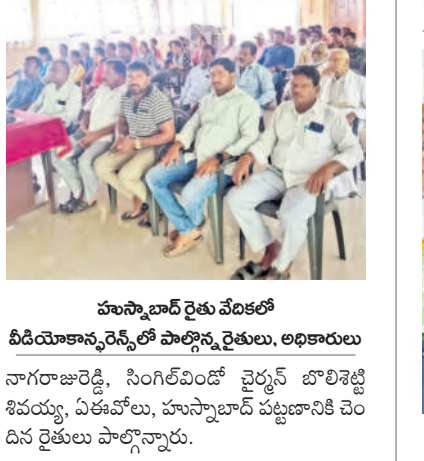 హుస్నాబాద్ రైతు వేదికలో
వీడియోకాన్ఫరెన్స్‌లో పాల్గొన్న రైతులు, అధికారులు
నాగరాజురెడ్డి, సింగిల్‌విండో చైర్మన్ బొలిశెట్టి
శివయ్య, ఏఈవోలు, హుస్నాబాద్ పట్టణానికి చెం
దిన రైతులు పాల్గొన్నారు.